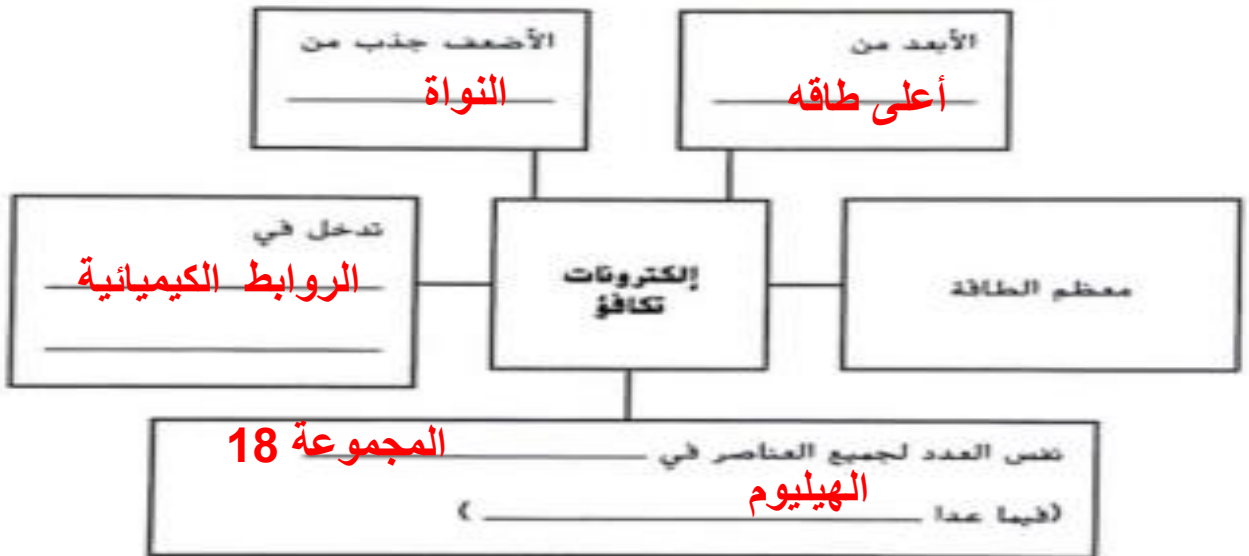 الأبعد من
أعلى طاقه
الأضعف جذب من
النواة
معظم الطاقة
إلكترونات
تكافؤ
تدخل في
الروابط الكيميائية
نفس العدد لجميع العناصر في المجموعة 18
(فيما عدا الهيليوم )